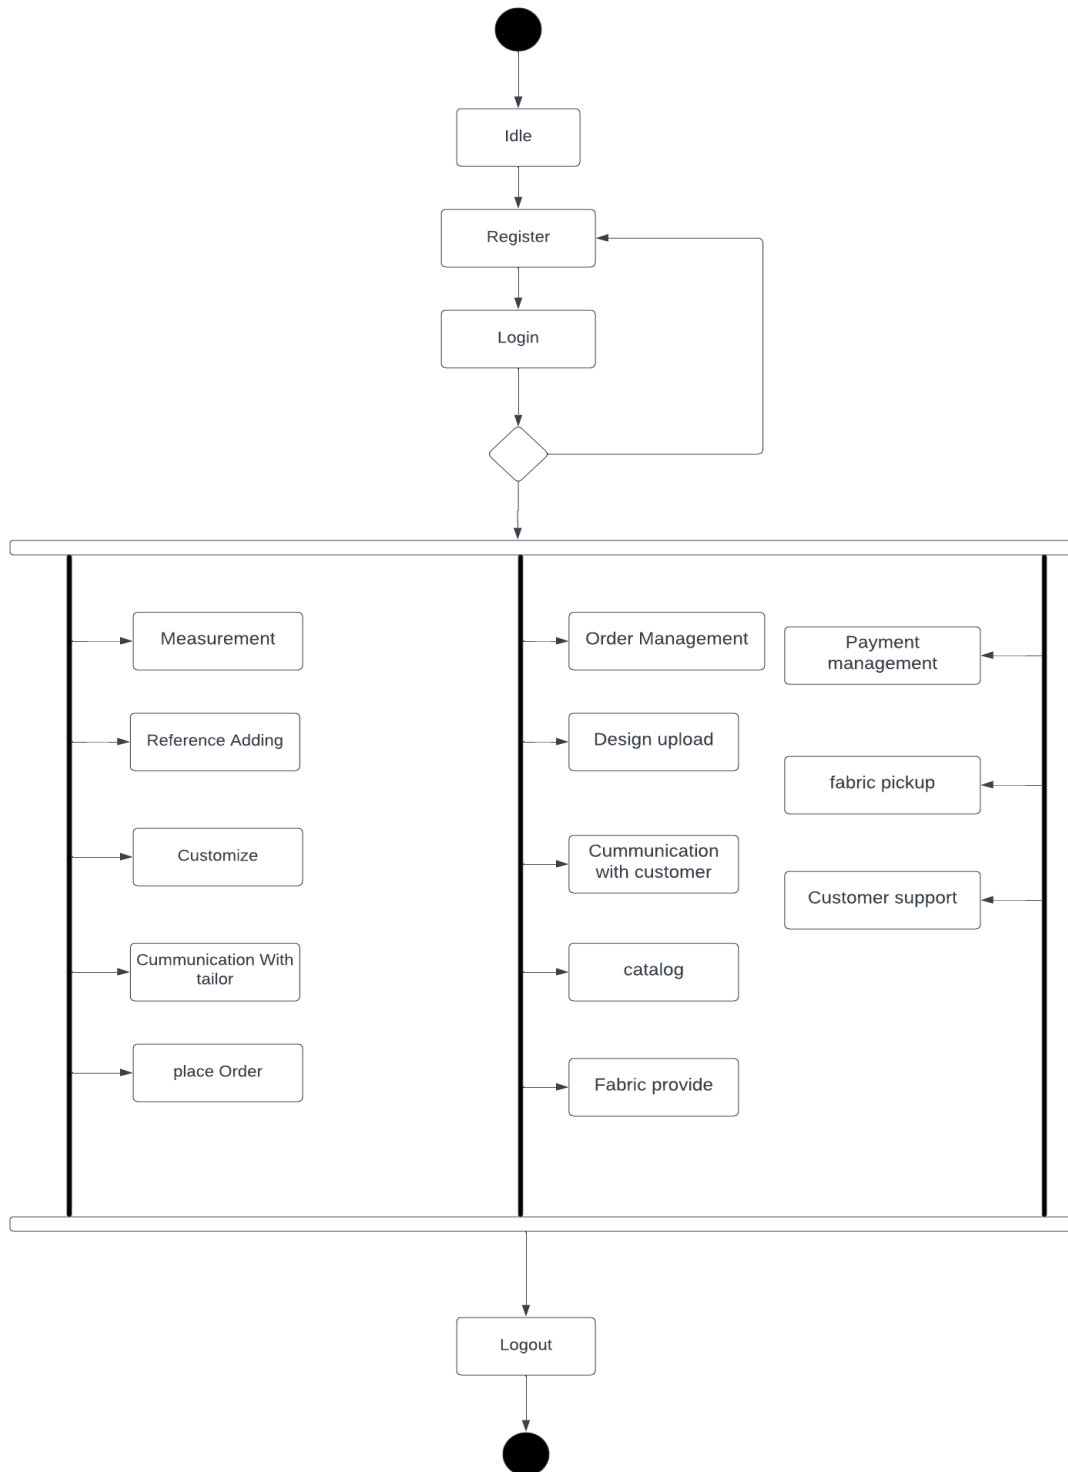 Idle
Register
Login
Measurement
Reference Adding
Customize
Cummunication With
tailor
place Order
Order Management
Design upload
Cummunication
with customer
catalog
Fabric provide
Payment
management
fabric pickup
Customer support
Logout